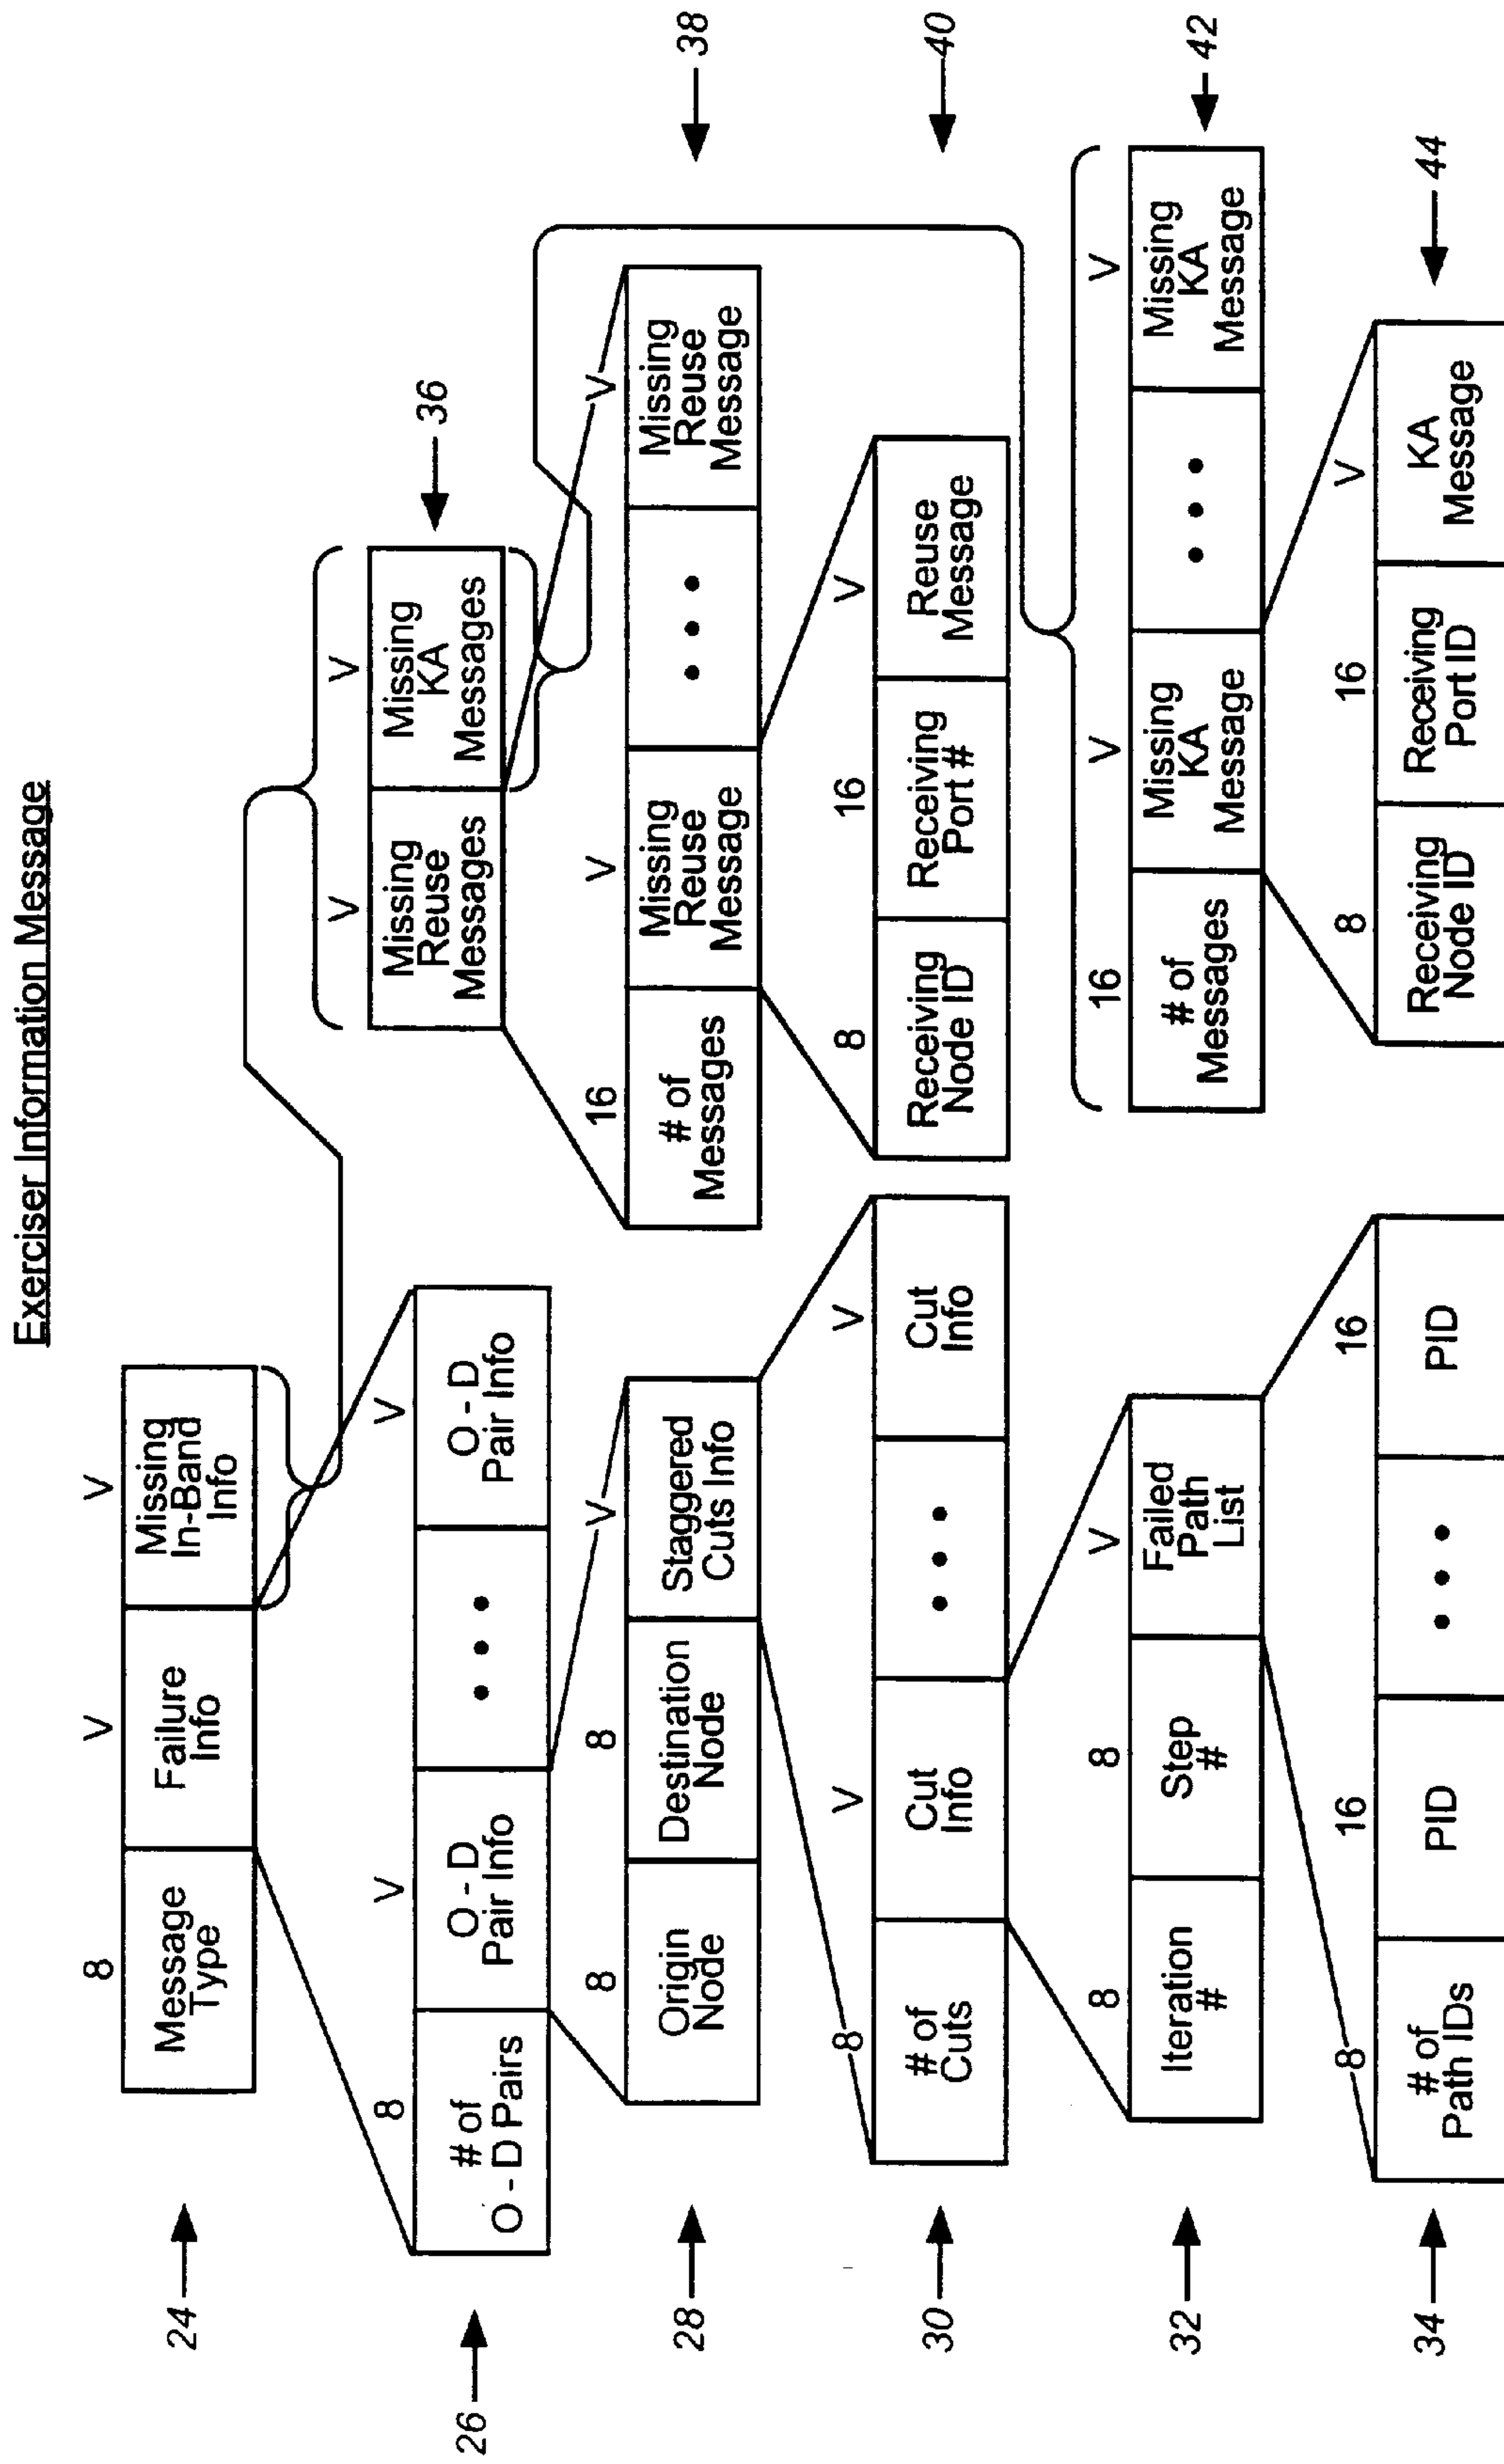 Exerciser Information Message
24
8
V
V
Message
Type
Failure
Info
Missing
In-Band
Info
26
8
V
V
# of
O - D Pairs
O - D
Pair Info
• • •
O - D
Pair Info
28
8
8
V
Origin
Node
Destination
Node
Staggered
Cuts Info
30
8
V
V
# of
Cuts
Cut
Info
• • •
Cut
Info
32
8
8
V
Iteration
#
Step
#
Failed
Path
List
34
8
16
16
# of
Path IDs
PID
• • •
PID
V
V
36
Missing
Reuse
Messages
Missing
KA
Messages
16
V
V
38
# of
Messages
Missing
Reuse
Message
• • •
Missing
Reuse
Message
8
16
V
40
Receiving
Node ID
Receiving
Port #
Reuse
Message
16
V
V
42
# of
Messages
Missing
KA
Message
• • •
Missing
KA
Message
8
16
V
44
Receiving
Node ID
Receiving
Port ID
KA
Message